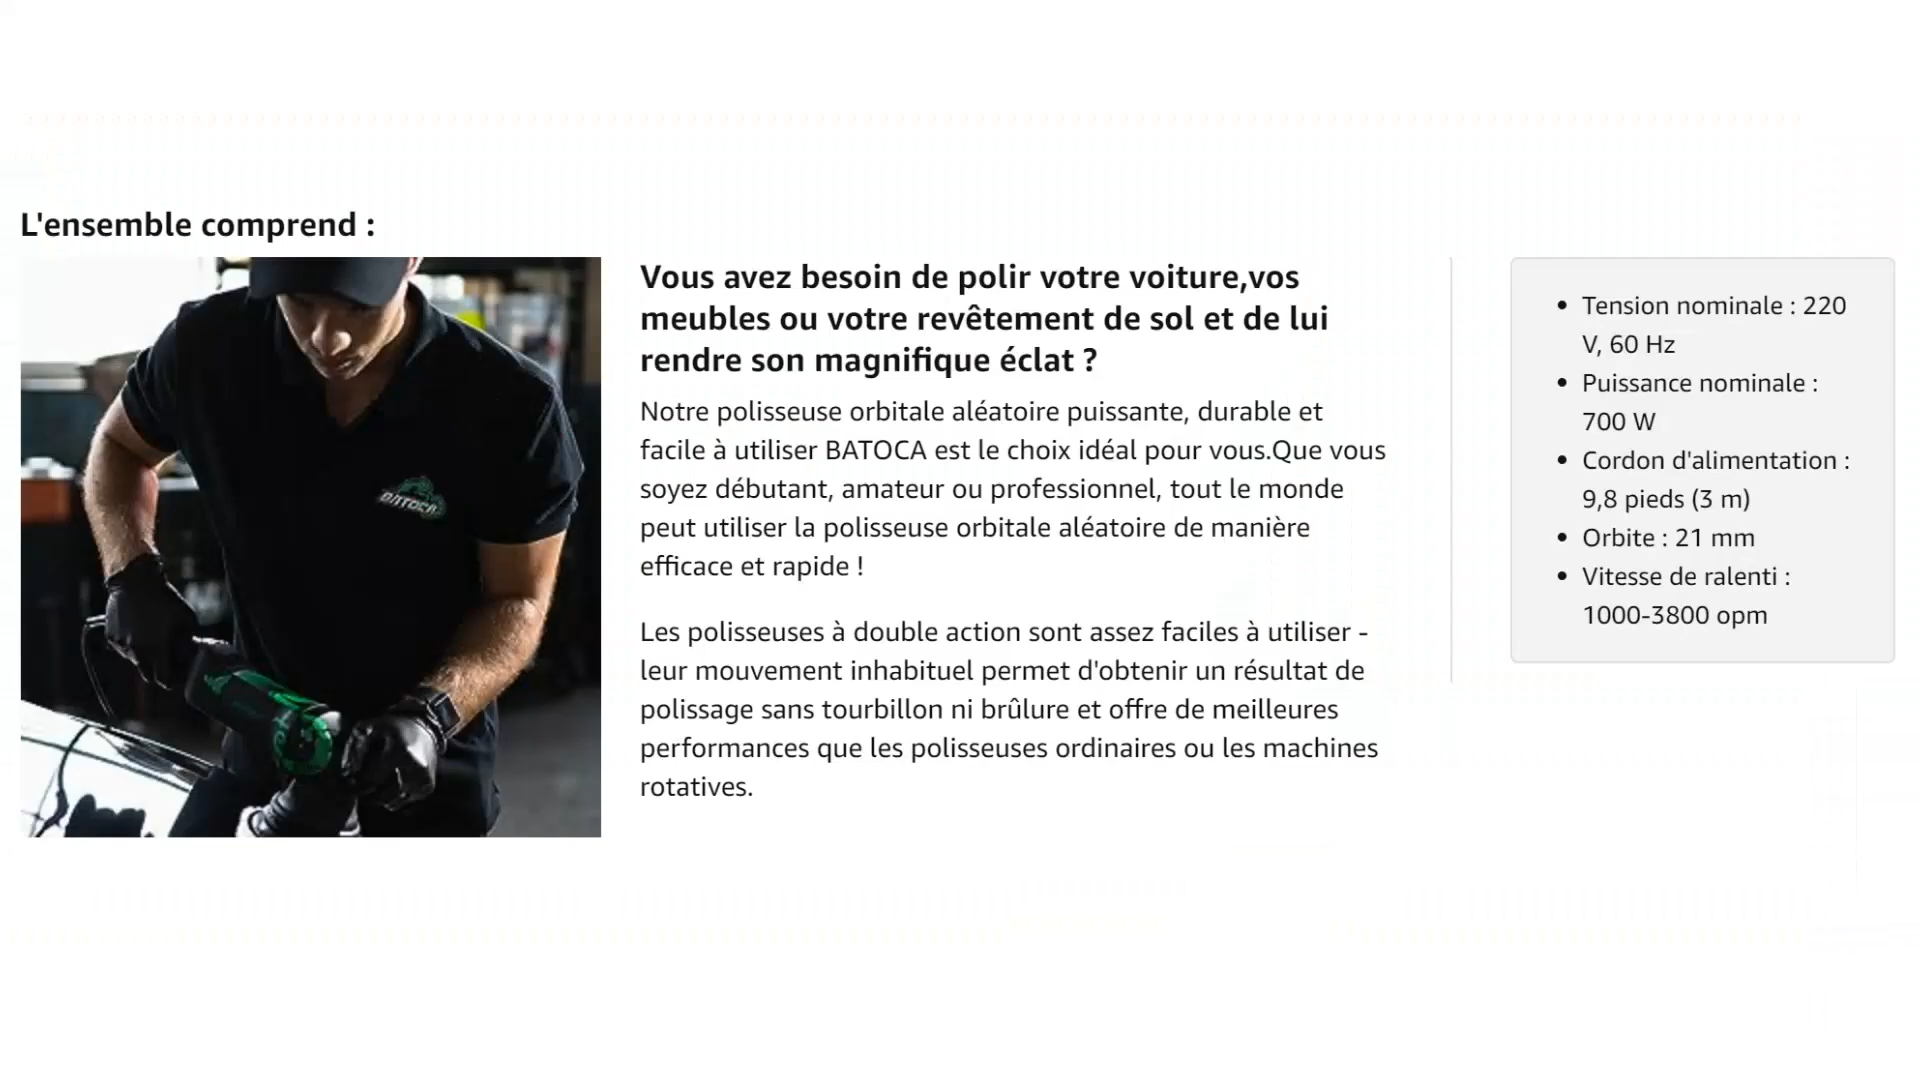 L'ensemble comprend :
BATOCA
Vous avez besoin de polir votre voiture,vos
meubles ou votre revêtement de sol et de lui
rendre son magnifique éclat ?
Notre polisseuse orbitale aléatoire puissante, durable et
facile à utiliser BATOCA est le choix idéal pour vous.Que vous
soyez débutant, amateur ou professionnel, tout le monde
peut utiliser la polisseuse orbitale aléatoire de manière
efficace et rapide !
Les polisseuses à double action sont assez faciles à utiliser -
leur mouvement inhabituel permet d'obtenir un résultat de
polissage sans tourbillon ni brûlure et offre de meilleures
performances que les polisseuses ordinaires ou les machines
rotatives.
• Tension nominale : 220
V, 60 Hz
• Puissance nominale :
700 W
• Cordon d'alimentation :
9,8 pieds (3 m)
• Orbite : 21 mm
• Vitesse de ralenti :
1000-3800 opm